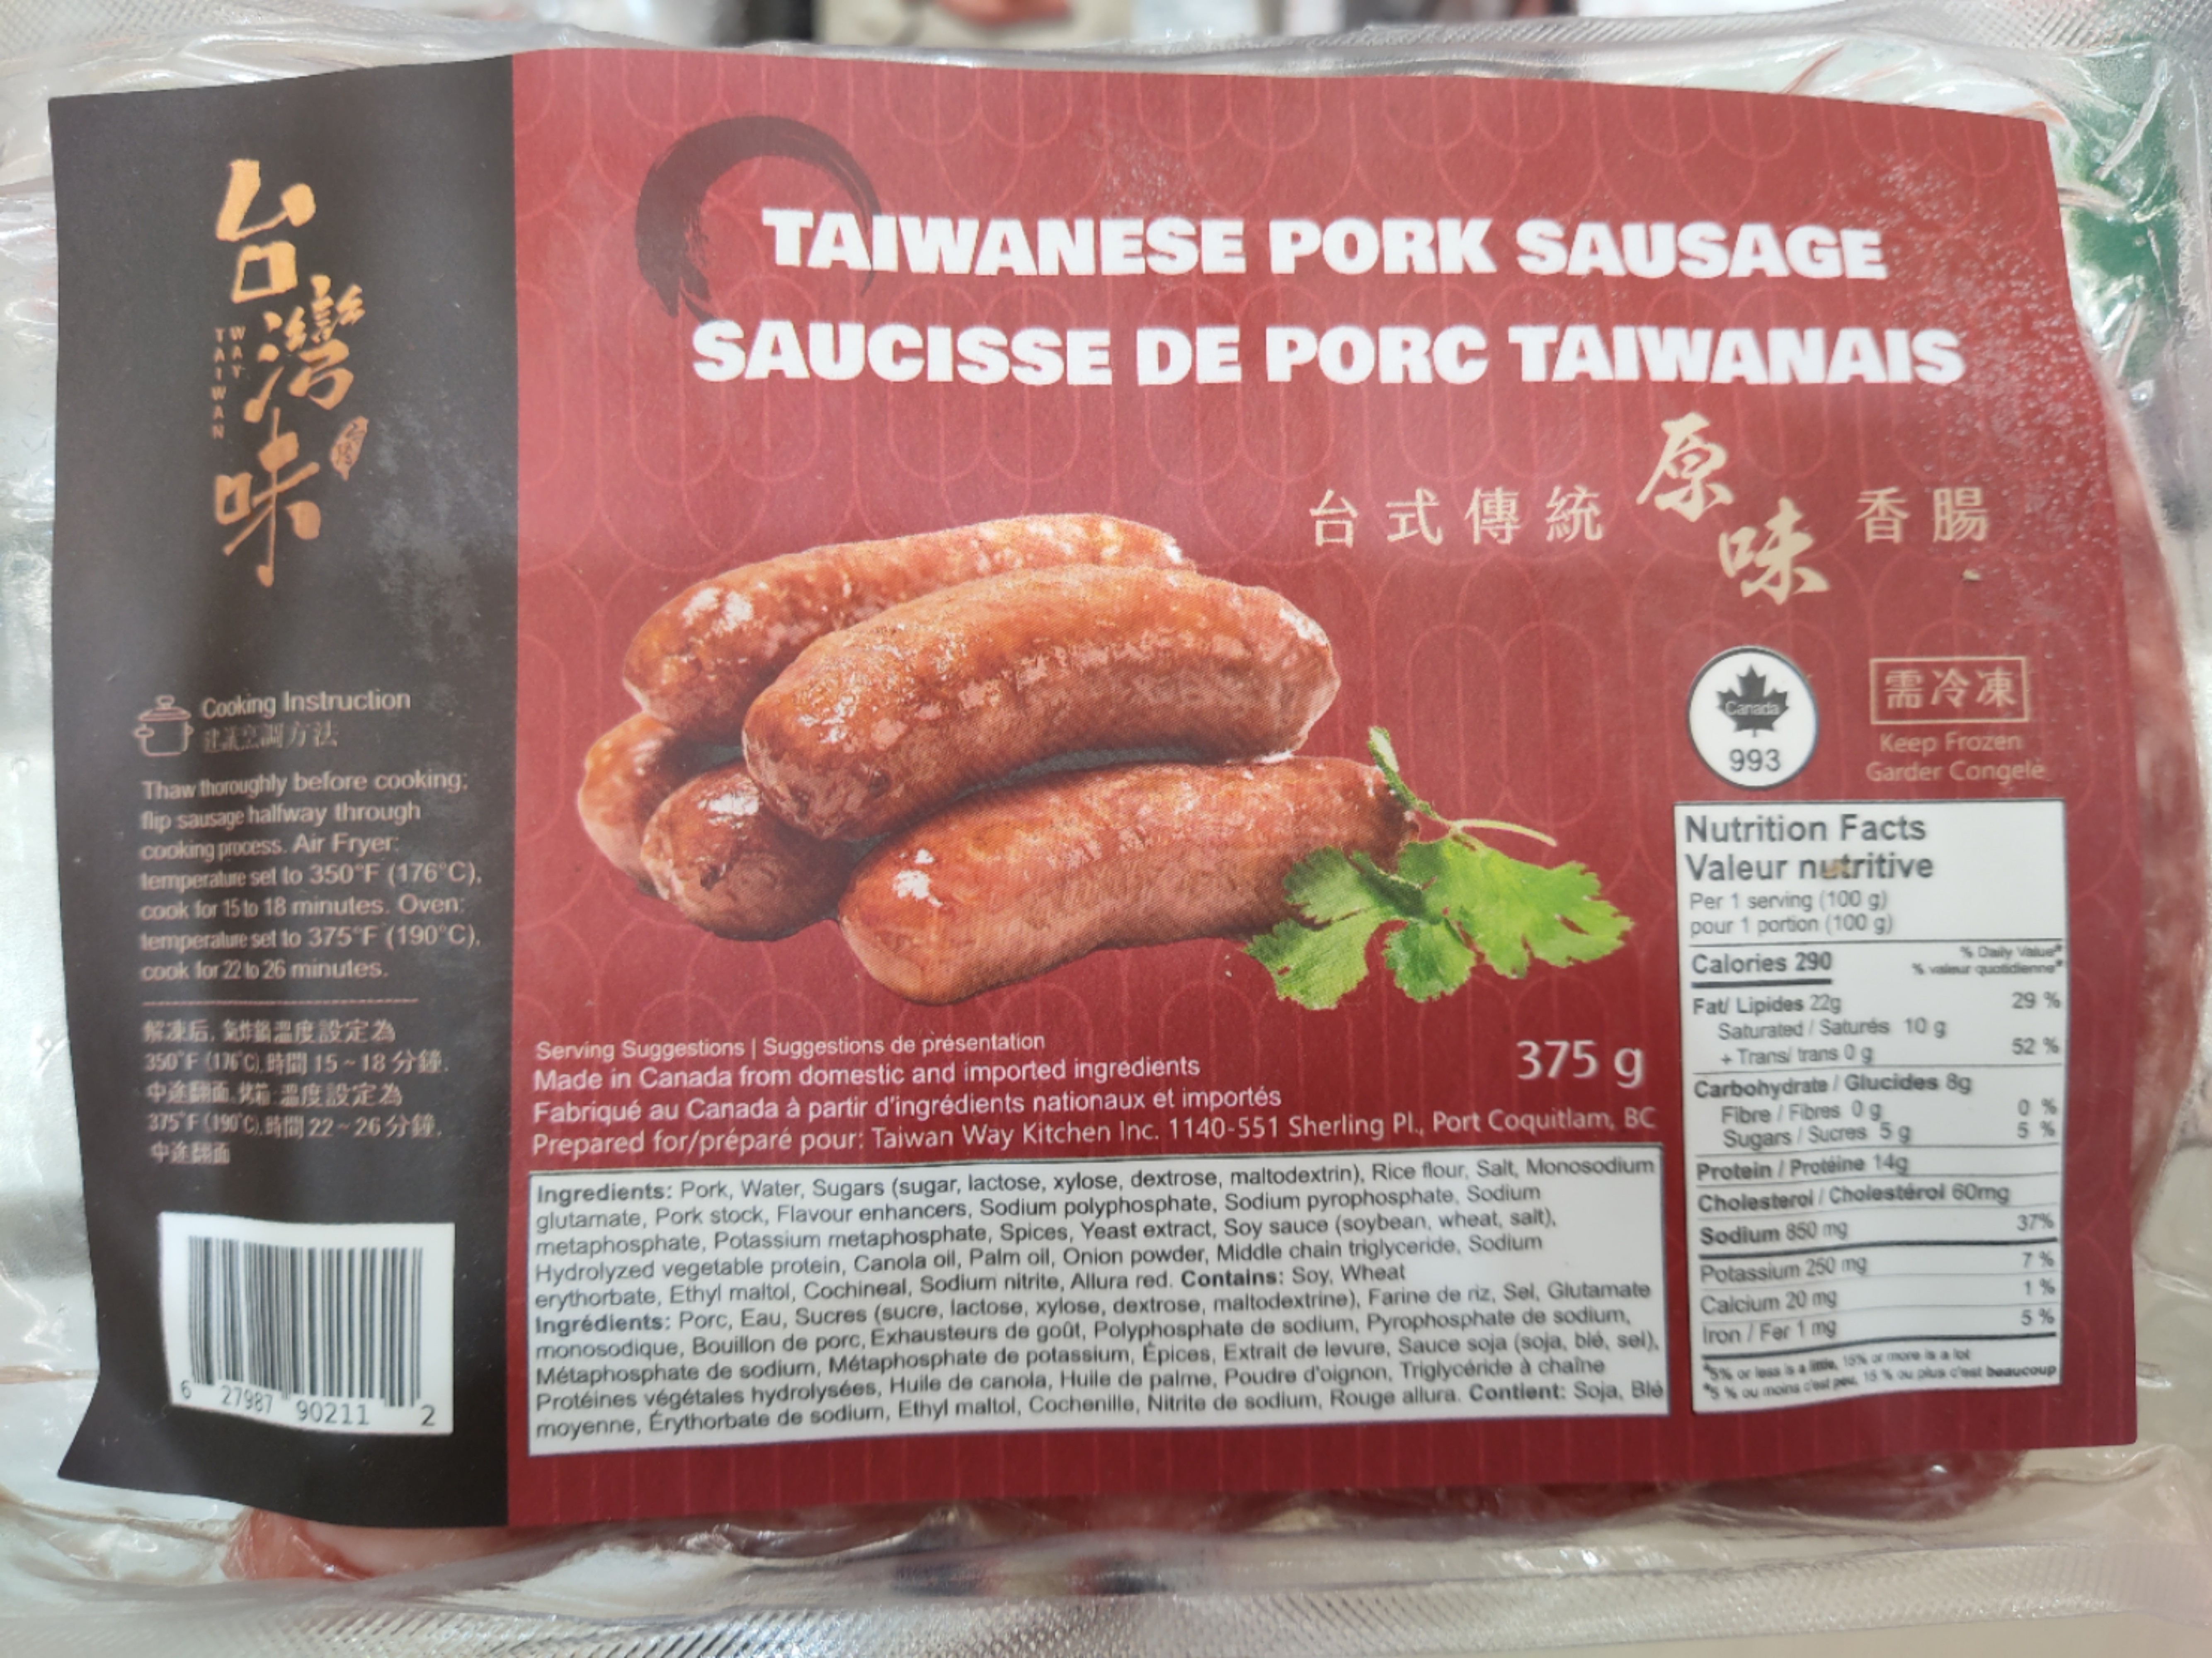 台灣味
TAIWAN
WAY
Cooking Instruction
建議烹調方法
Thaw thoroughly before cooking;
flip sausage halfway through
cooking process. Air Fryer:
temperature set to 350°F (176°C),
cook for 15 to 18 minutes. Oven:
temperature set to 375°F (190°C),
cook for 22 to 26 minutes.
解凍后, 氣炸鍋溫度設定為
350°F (176°C), 時間 15 ~ 18 分鐘,
中途翻面, 烤箱: 溫度設定為
375°F (190°C), 時間 22 ~ 26 分鐘,
中途翻面
6 27987 90211 2
TAIWANESE PORK SAUSAGE
SAUCISSE DE PORC TAIWANAIS
台式傳統原味香腸
Canada
993
需冷凍
Keep Frozen
Garder Congelé
Serving Suggestions | Suggestions de présentation
Made in Canada from domestic and imported ingredients
Fabriqué au Canada à partir d'ingrédients nationaux et importés
Prepared for/préparé pour: Taiwan Way Kitchen Inc. 1140-551 Sherling Pl., Port Coquitlam, BC
375 g
Ingredients: Pork, Water, Sugars (sugar, lactose, xylose, dextrose, maltodextrin), Rice flour, Salt, Monosodium
glutamate, Pork stock, Flavour enhancers, Sodium polyphosphate, Sodium pyrophosphate, Sodium
metaphosphate, Potassium metaphosphate, Spices, Yeast extract, Soy sauce (soybean, wheat, salt),
Hydrolyzed vegetable protein, Canola oil, Palm oil, Onion powder, Middle chain triglyceride, Sodium
erythorbate, Ethyl maltol, Cochineal, Sodium nitrite, Allura red. Contains: Soy, Wheat
Ingrédients: Porc, Eau, Sucres (sucre, lactose, xylose, dextrose, maltodextrine), Farine de riz, Sel, Glutamate
monosodique, Bouillon de porc, Exhausteurs de goût, Polyphosphate de sodium, Pyrophosphate de sodium,
Métaphosphate de sodium, Métaphosphate de potassium, Épices, Extrait de levure, Sauce soja (soja, blé, sel),
Protéines végétales hydrolysées, Huile de canola, Huile de palme, Poudre d'oignon, Triglycéride à chaîne
moyenne, Érythorbate de sodium, Ethyl maltol, Cochenille, Nitrite de sodium, Rouge allura. Contient: Soja, Blé
Nutrition Facts
Valeur nutritive
Per 1 serving (100 g)
pour 1 portion (100 g)
Calories 290
% Daily Value*
% valeur quotidienne*
Fat/ Lipides 22g 29 %
Saturated / Saturés 10 g
+ Trans/ trans 0 g 52 %
Carbohydrate / Glucides 8g
Fibre / Fibres 0 g 0 %
Sugars / Sucres 5 g 5 %
Protein / Protéine 14g
Cholesterol / Cholestérol 60mg
Sodium 850 mg 37%
Potassium 250 mg 7 %
Calcium 20 mg 1 %
Iron / Fer 1 mg 5 %
*5% or less is a little, 15% or more is a lot
*5 % ou moins c'est peu, 15 % ou plus c'est beaucoup